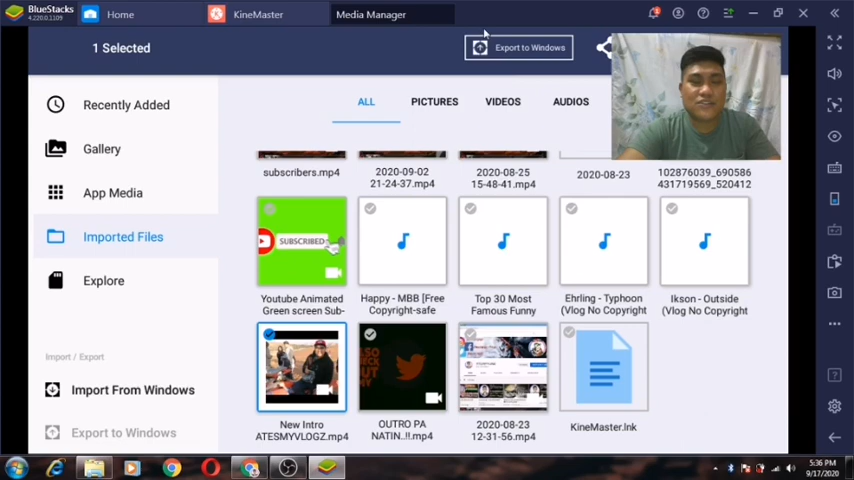 BlueStacks
4.220.0.1109
Home
KineMaster
Media Manager
1 Selected
Export to Windows
Recently Added
Gallery
App Media
Imported Files
Explore
Import / Export
Import From Windows
Export to Windows
ALL
PICTURES
VIDEOS
AUDIOS
subscribers.mp4
2020-09-02
21-24-37.mp4
2020-08-25
15-48-41.mp4
2020-08-23
102876039_690586
431719569_520412
SUBSCRIBED
Youtube Animated
Green screen Sub-
Happy - MBB [Free
Copyright-safe
Top 30 Most
Famous Funny
Ehrling - Typhoon
(Vlog No Copyright
Ikson - Outside
(Vlog No Copyright
New Intro
ATESMYVLOGZ.mp4
OUTRO PA
NATIN..!!.mp4
2020-08-23
12-31-56.mp4
KineMaster.lnk
5:36 PM
9/17/2020